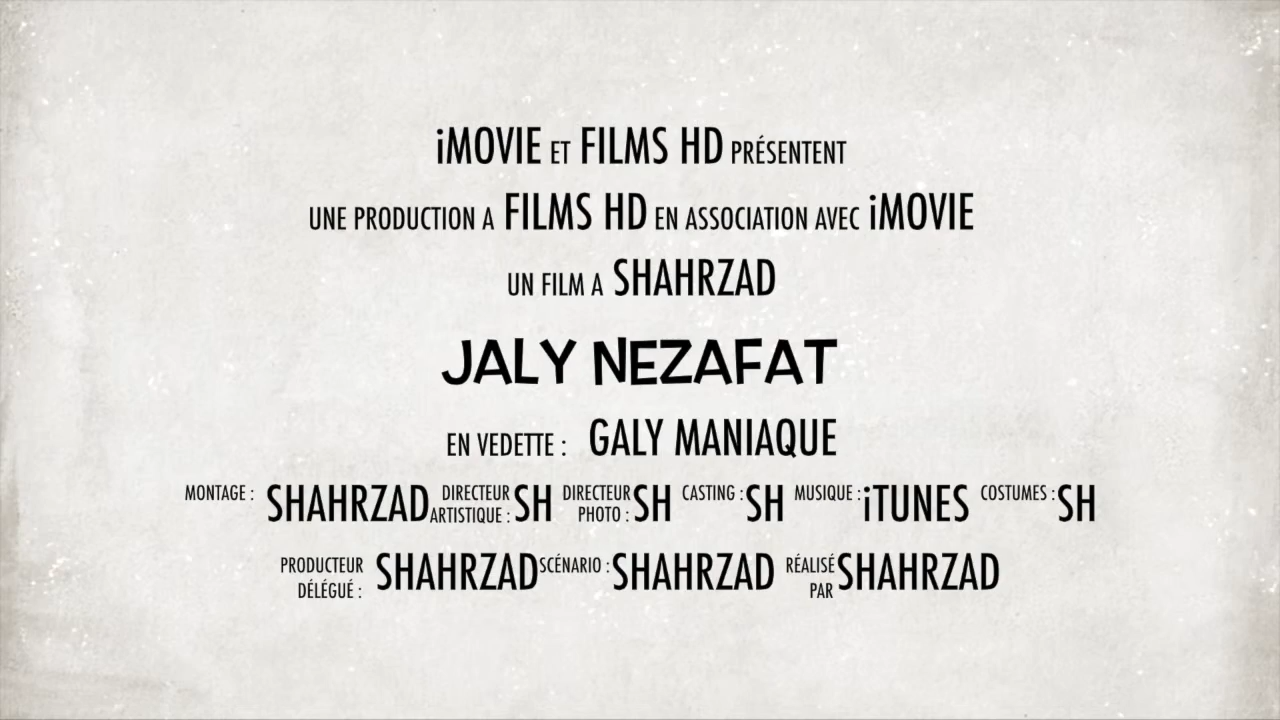 iMOVIE ET FILMS HD PRÉSENTENT
UNE PRODUCTION A FILMS HD EN ASSOCIATION AVEC iMOVIE
UN FILM A SHAHRZAD
JALY NEZAFAT
EN VEDETTE : GALY MANIAQUE
MONTAGE : SHAHRZAD DIRECTEUR ARTISTIQUE : SH DIRECTEUR PHOTO : SH CASTING : SH MUSIQUE : iTUNES COSTUMES : SH
PRODUCTEUR DÉLÉGUÉ : SHAHRZAD SCÉNARIO : SHAHRZAD RÉALISÉ PAR SHAHRZAD